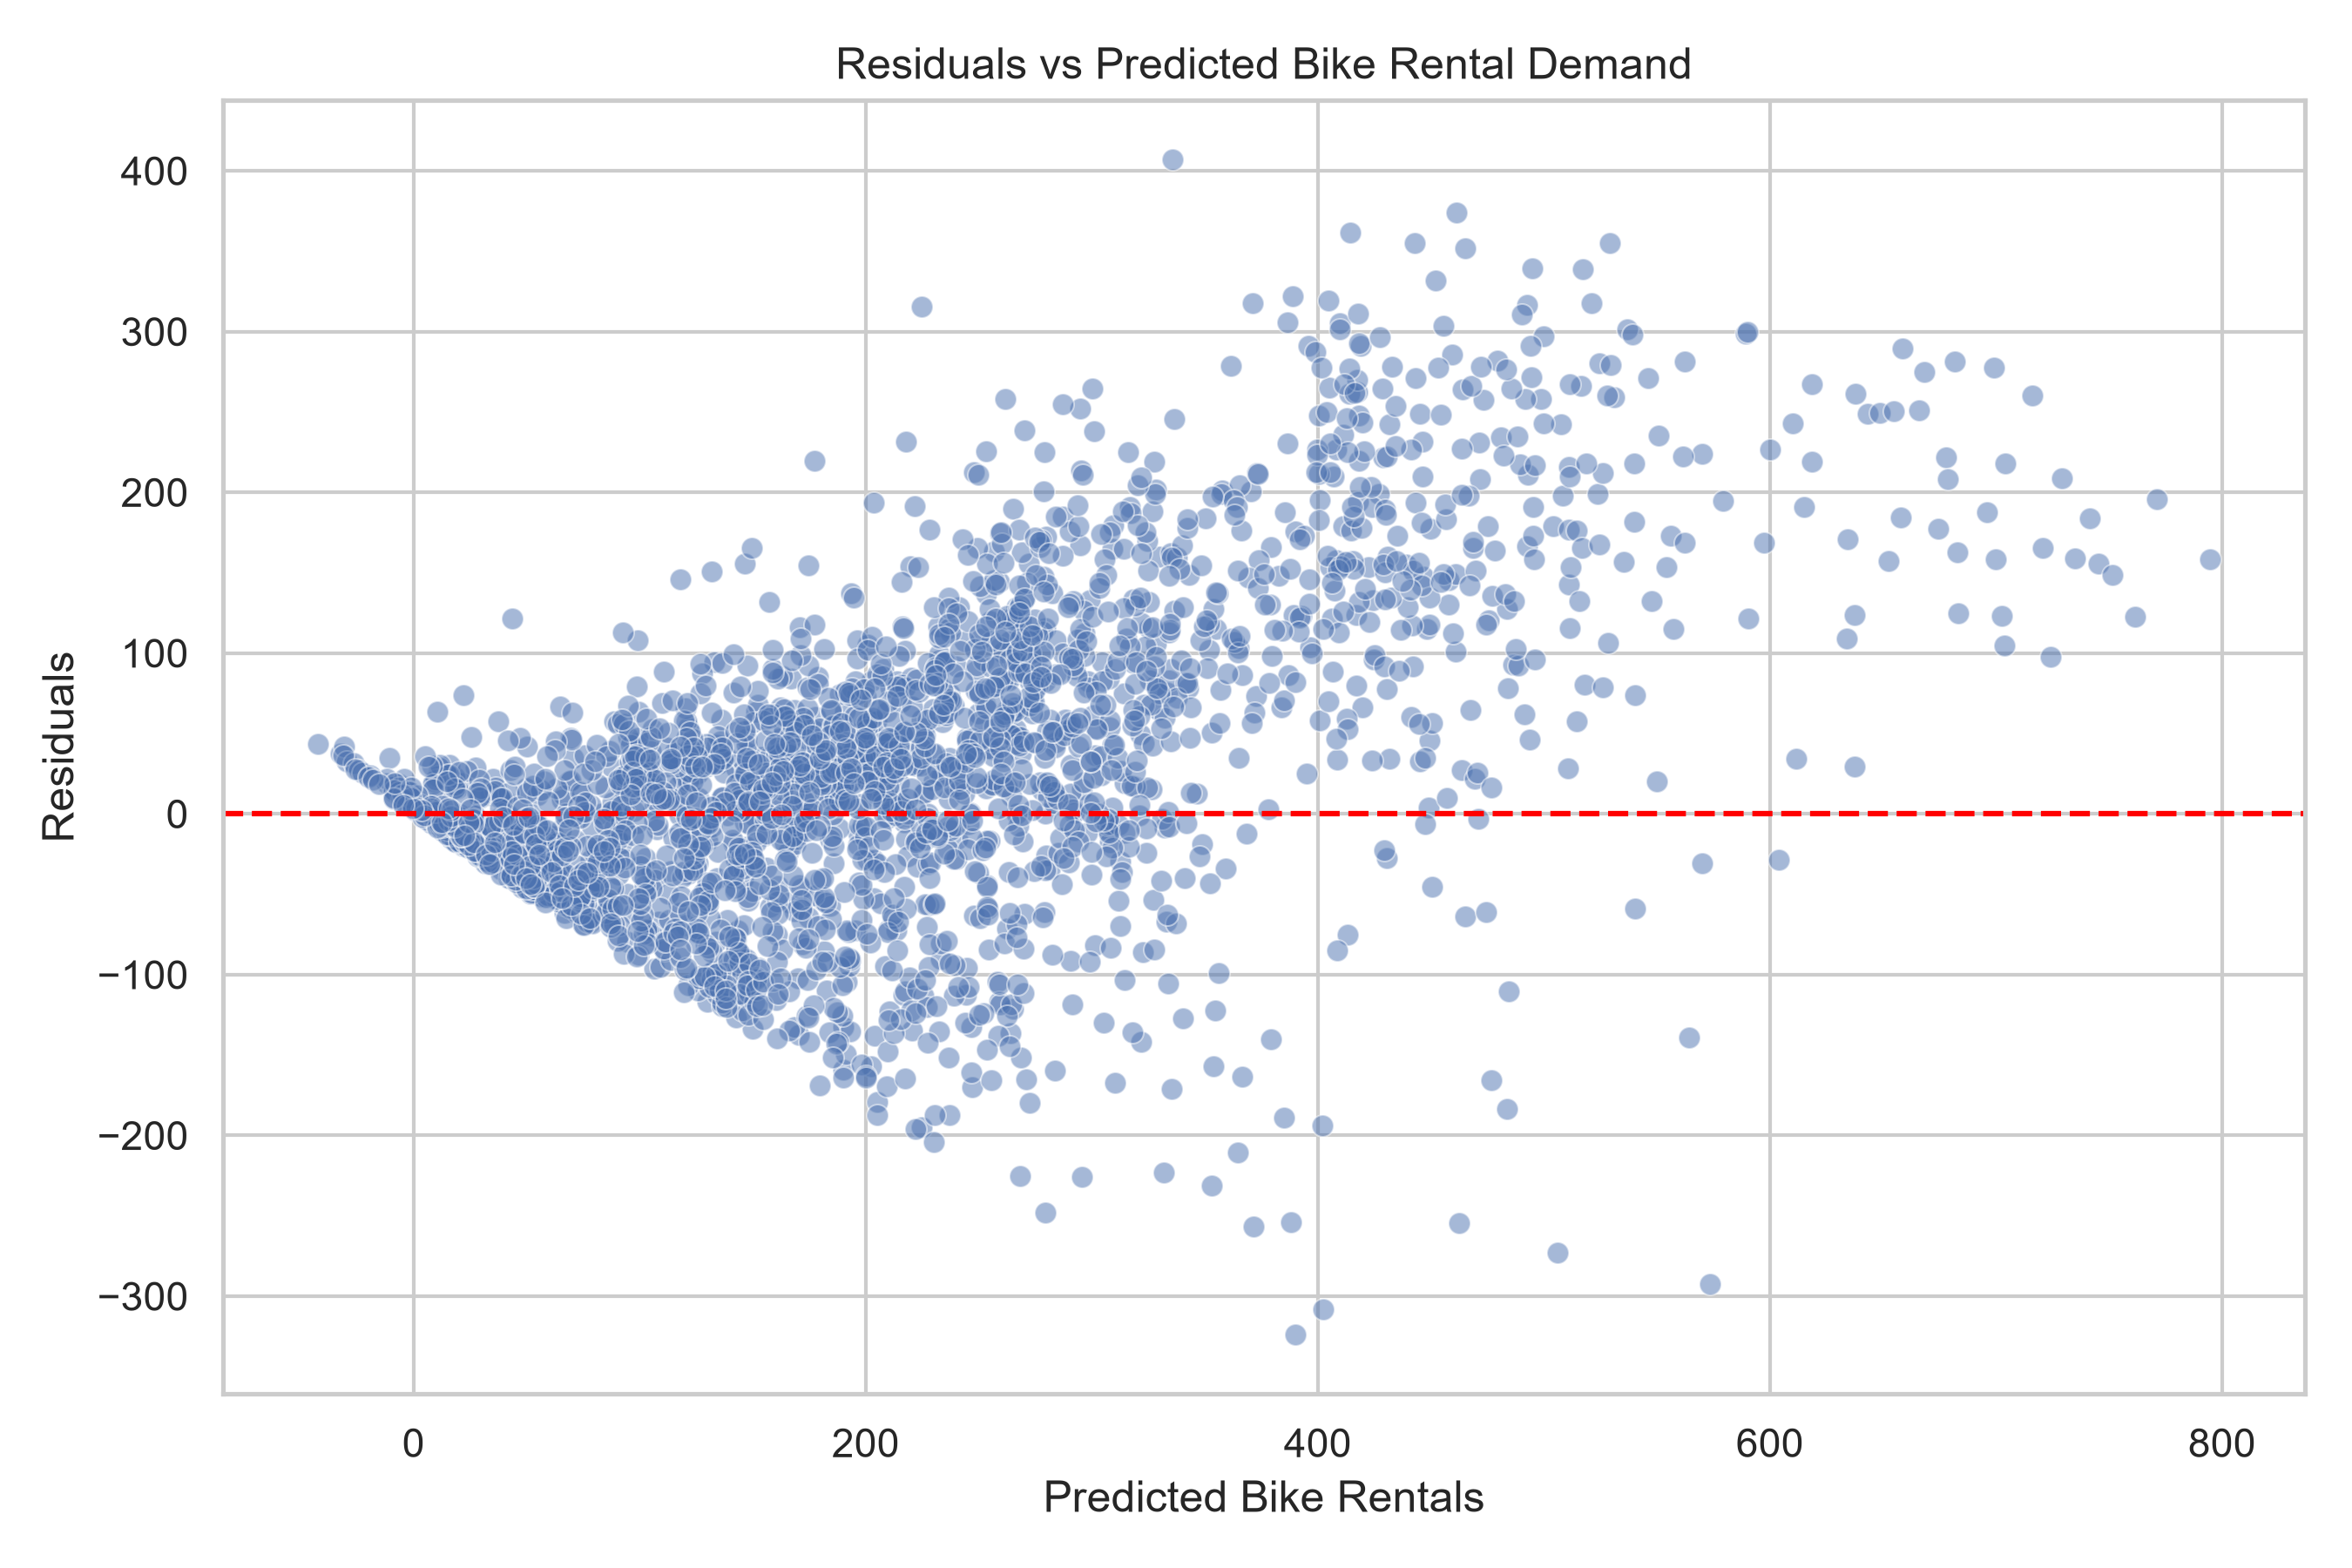 Residuals vs Predicted Bike Rental Demand
400
300
200
100
0
−100
−200
−300
Residuals
0 200 400 600 800
Predicted Bike Rentals